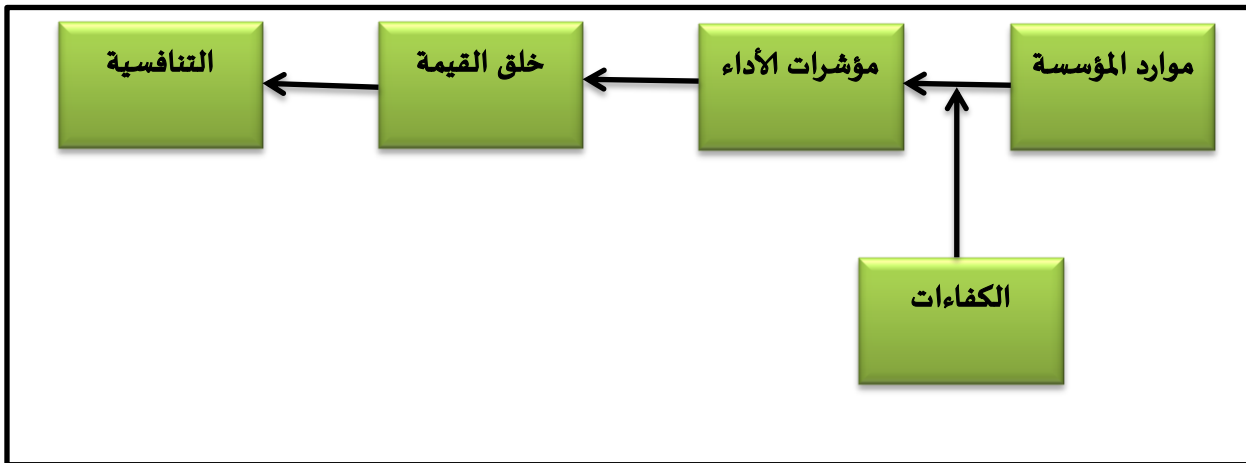 موارد المؤسسة
مؤشرات الأداء
خلق القيمة
التنافسية
الكفاءات